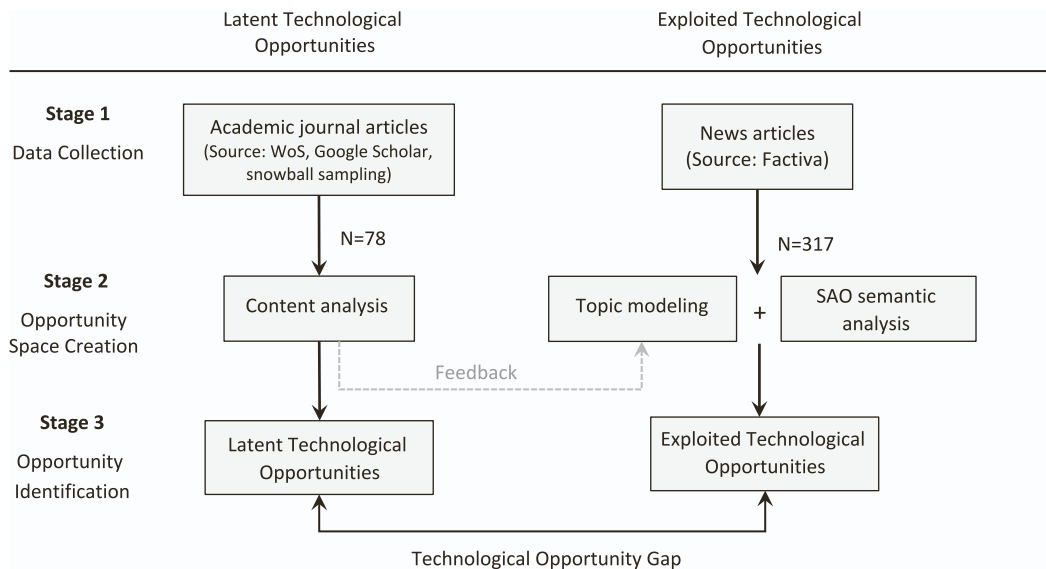 Latent Technological
Opportunities
Exploited Technological
Opportunities
Stage 1
Data Collection
Academic journal articles
(Source: WoS, Google Scholar,
snowball sampling)
News articles
(Source: Factiva)
N=78
N=317
Stage 2
Opportunity
Space Creation
Content analysis
Topic modeling
+
SAO semantic
analysis
Feedback
Stage 3
Opportunity
Identification
Latent Technological
Opportunities
Exploited Technological
Opportunities
Technological Opportunity Gap